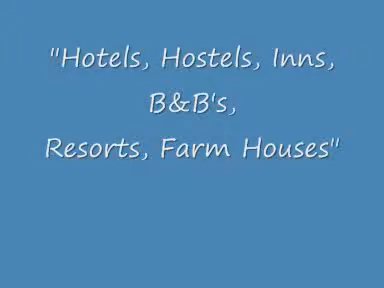 "Hotels, Hostels, Inns,
B&B's,
Resorts, Farm Houses"